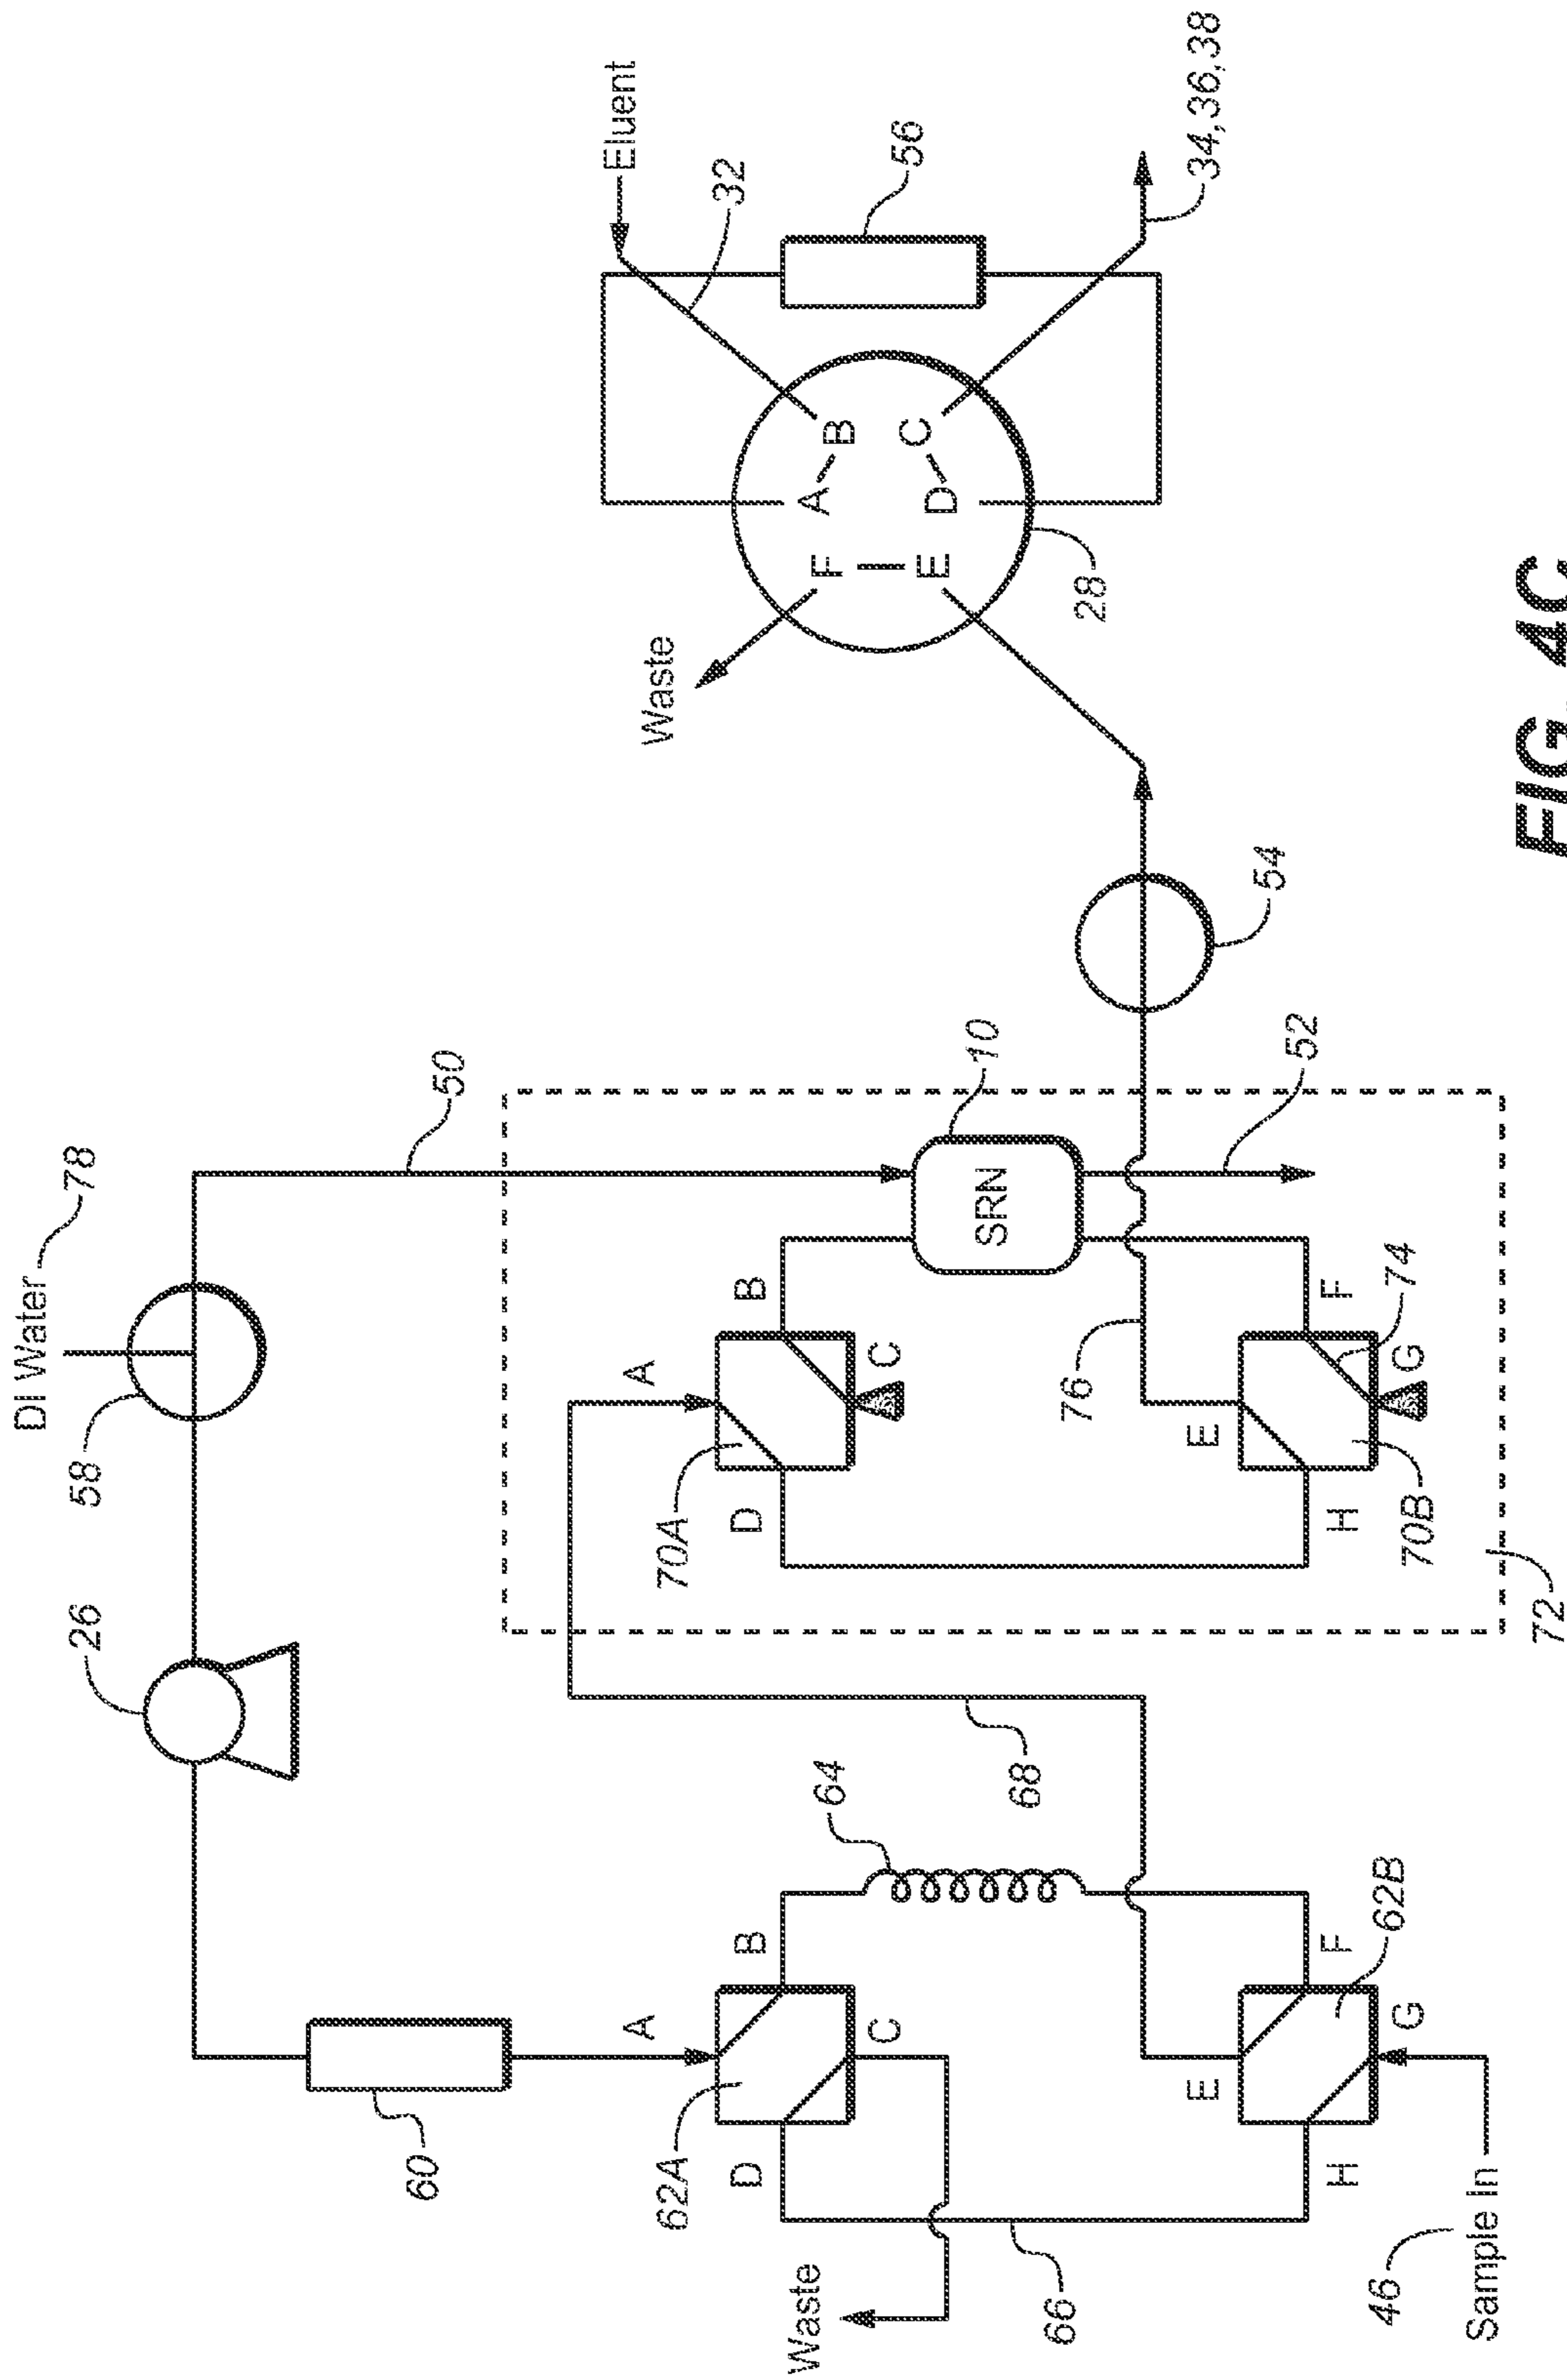 DI Water 78
58
26
50
60
Eluent
32
56
Waste
A B
F C
E D
28
34,36,38
54
10
SRN
52
A
B
C
D
70A
76
E
F
G
H
74
70B
72
68
64
A
B
C
D
62A
Waste
66
E
F
G
H
62B
46
Sample In
FIG. 4C